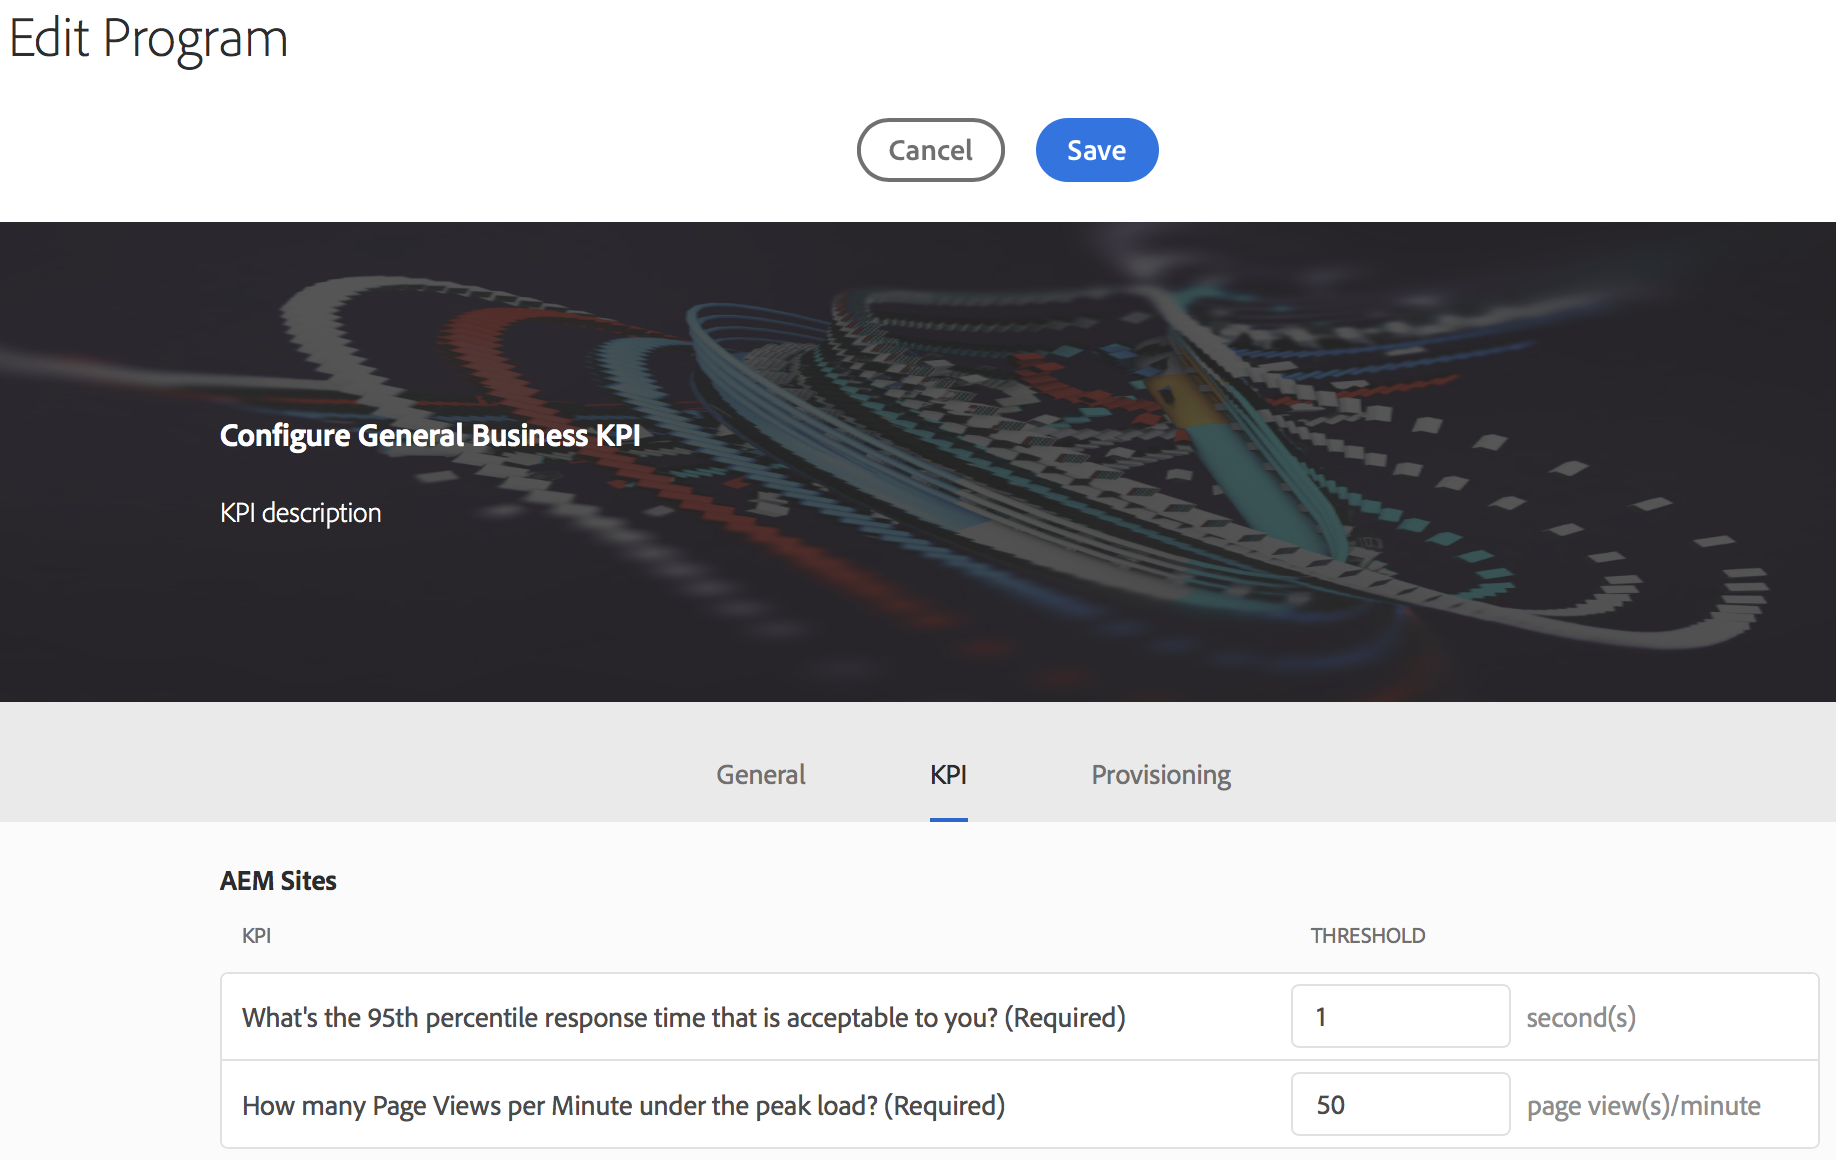 Edit Program
Cancel Save
Configure General Business KPI
KPI description
General KPI Provisioning
AEM Sites
KPI THRESHOLD
What's the 95th percentile response time that is acceptable to you? (Required) 1 second(s)
How many Page Views per Minute under the peak load? (Required) 50 page view(s)/minute